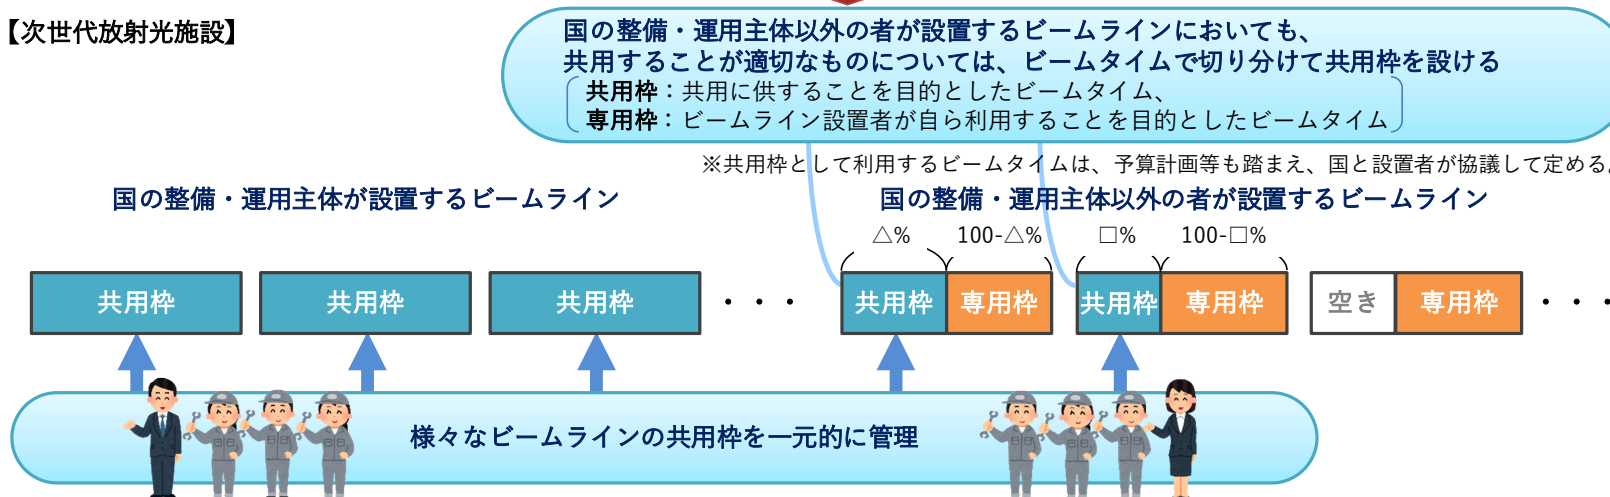 【次世代放射光施設】
国の整備・運用主体以外の者が設置するビームラインにおいても、
共用することが適切なものについては、ビームタイムで切り分けて共用枠を設ける
共用枠：共用に供することを目的としたビームタイム、
専用枠：ビームライン設置者が自ら利用することを目的としたビームタイム
※共用枠として利用するビームタイムは、予算計画等も踏まえ、国と設置者が協議して定める。
国の整備・運用主体が設置するビームライン
国の整備・運用主体以外の者が設置するビームライン
△% 100-△% □% 100-□%
共用枠 共用枠 共用枠 ・・・ 共用枠 専用枠 共用枠 専用枠 空き 専用枠 ・・・
様々なビームラインの共用枠を一元的に管理